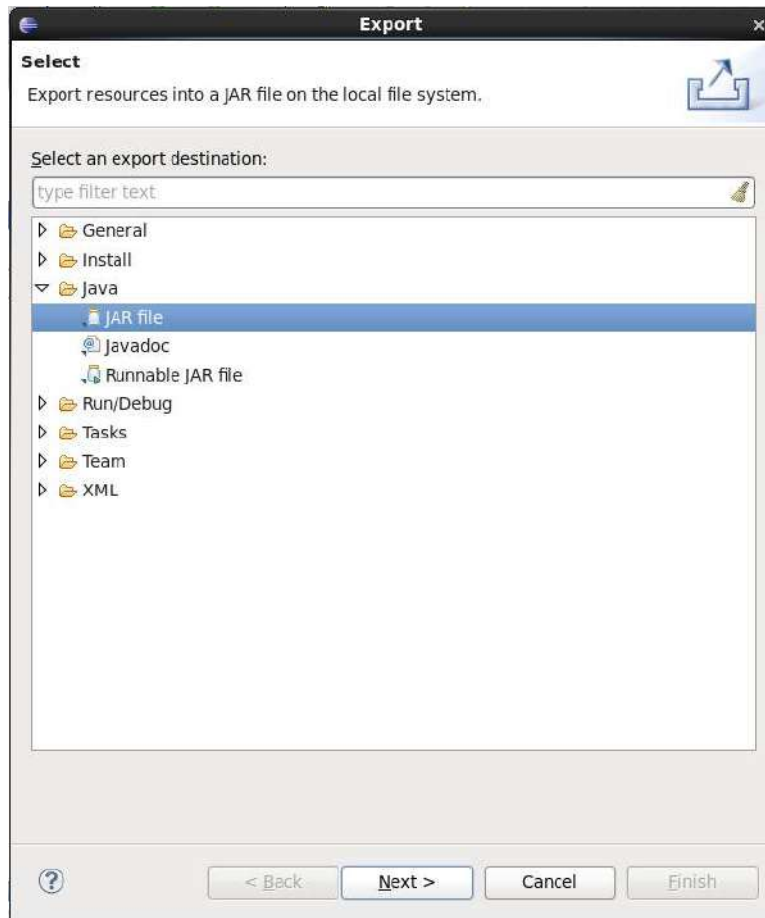 Export
Select
Export resources into a JAR file on the local file system.
Select an export destination:
type filter text
General
Install
Java
JAR file
Javadoc
Runnable JAR file
Run/Debug
Tasks
Team
XML
< Back Next > Cancel Finish